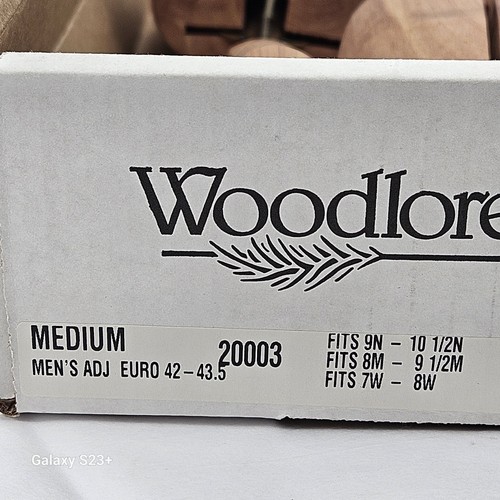 Woodlore
MEDIUM
MEN'S ADJ EURO 42-43.5
20003
FITS 9N - 10 1/2N
FITS 8M - 9 1/2M
FITS 7W - 8W
Galaxy S23+